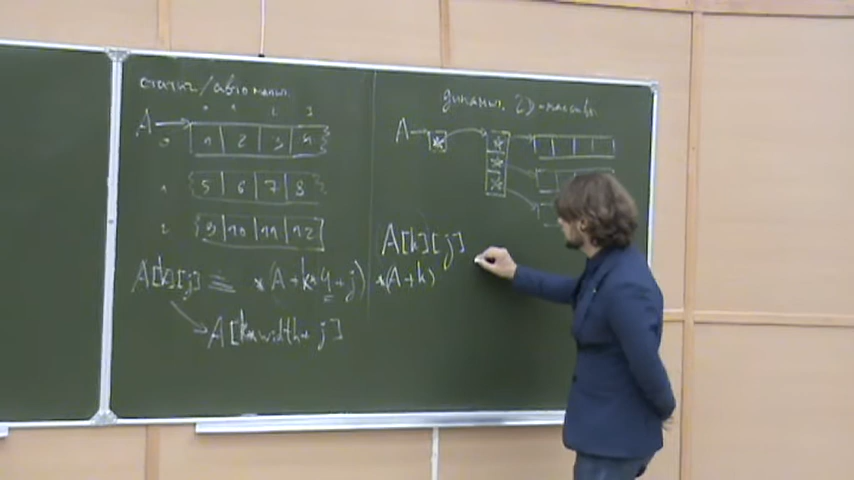 статич/автоматич.
0 1 2 3
A
0 1 2 3 4
1 5 6 7 8
2 9 10 11 12
A[k][j] ≡ *(A+k*4+j)
A[k*width+j]
динамич. 2D-массив
A * *
*
*
A[k][j]
*(A+k)